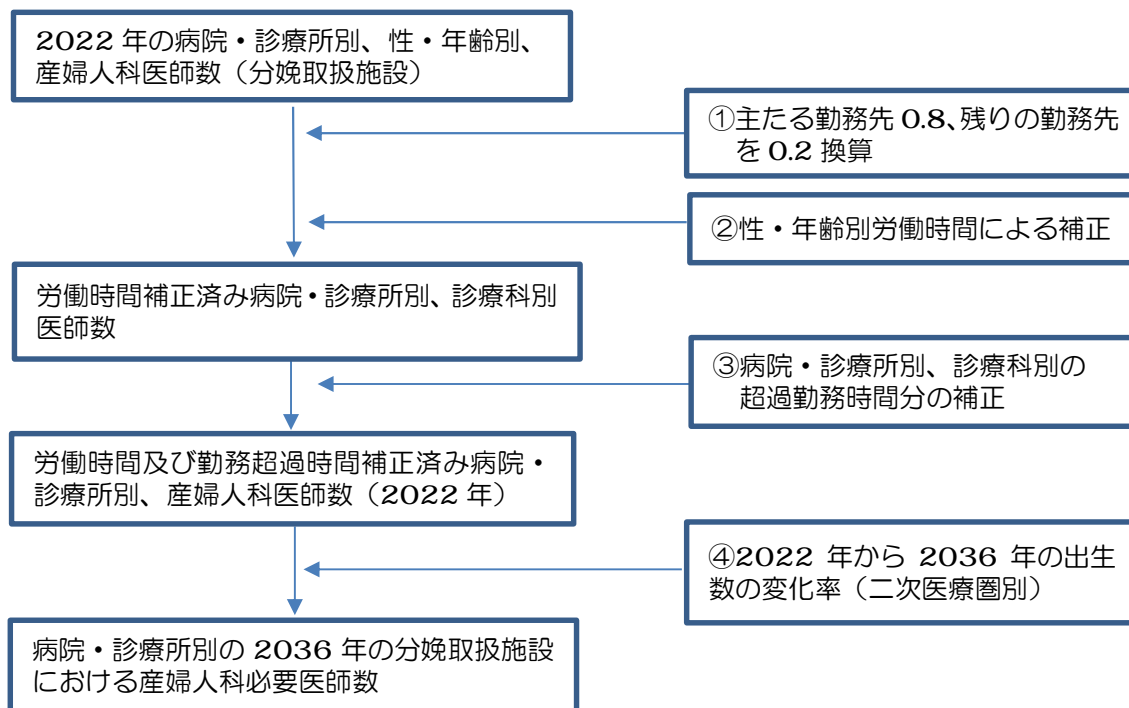 2022 年の病院・診療所別、性・年齢別、
産婦人科医師数（分娩取扱施設）
①主たる勤務先 0.8、残りの勤務先
を 0.2 換算
②性・年齢別労働時間による補正
労働時間補正済み病院・診療所別、診療科別
医師数
③病院・診療所別、診療科別の
超過勤務時間分の補正
労働時間及び勤務超過時間補正済み病院・
診療所別、産婦人科医師数（2022 年）
④2022 年から 2036 年の出生
数の変化率（二次医療圏別）
病院・診療所別の 2036 年の分娩取扱施設
における産婦人科必要医師数